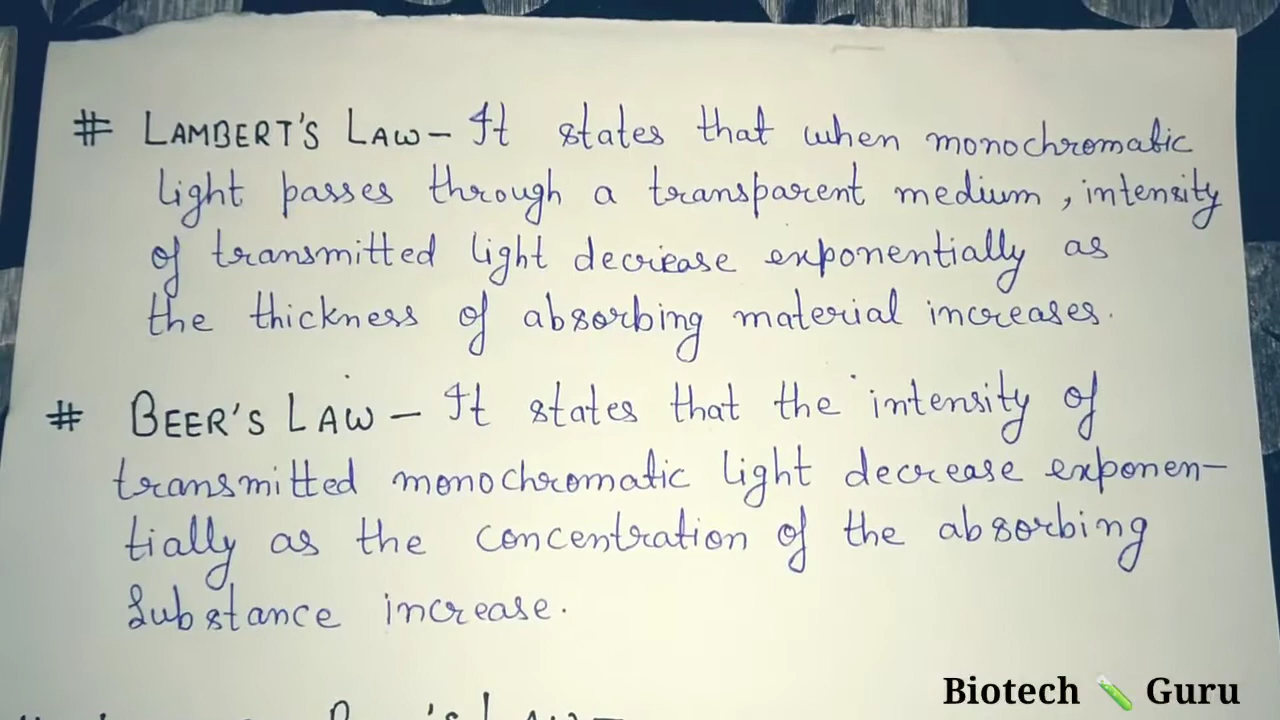 # LAMBERT'S LAW – It states that when monochromatic
light passes through a transparent medium, intensity
of transmitted light decrease exponentially as
the thickness of absorbing material increases.
# BEER'S LAW – It states that the intensity of
transmitted monochromatic light decrease exponen–
tially as the concentration of the absorbing
Substance increase.
Biotech Guru